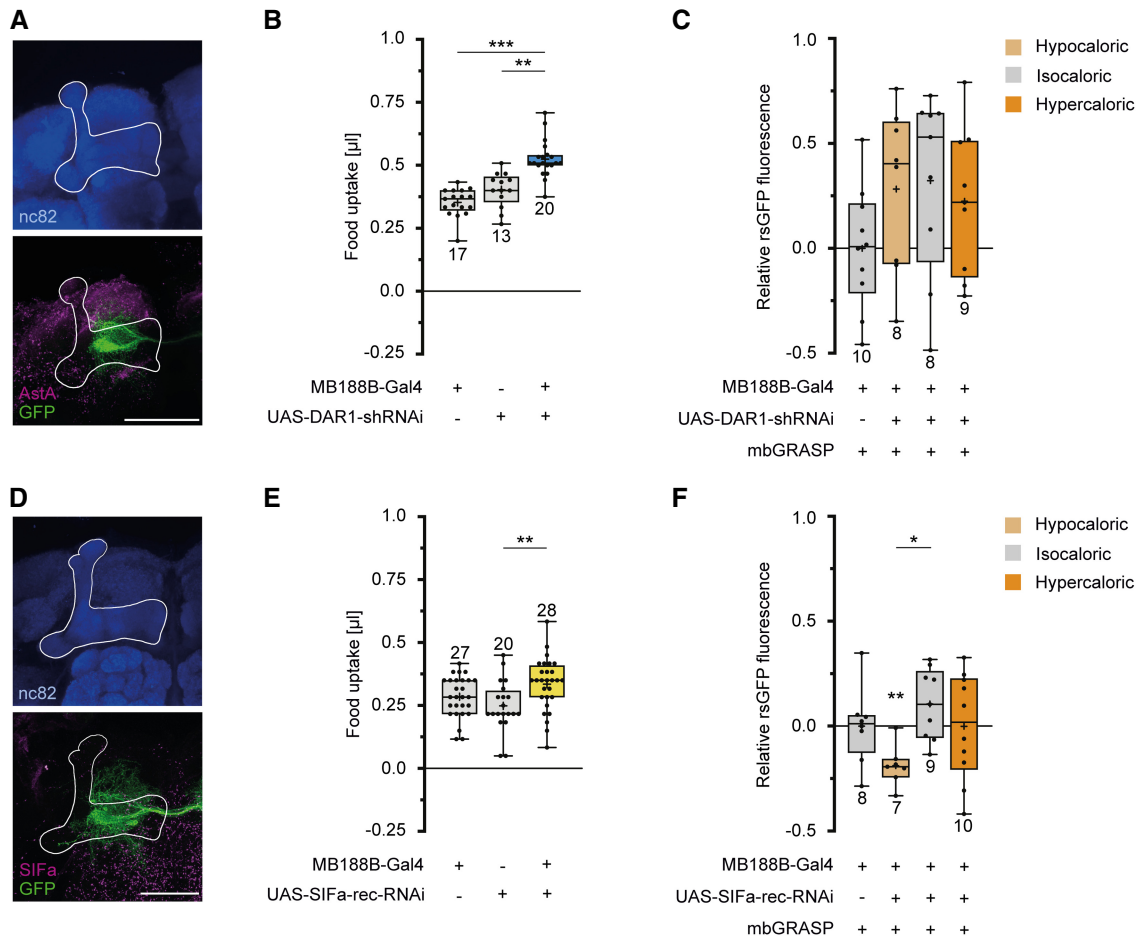 A
nc82
AstA
GFP
B
Food uptake [µl]
1.0
0.75
0.5
0.25
0.0
-0.25
***
**
17
13
20
MB188B-Gal4 + - +
UAS-DAR1-shRNAi - + +
C
Relative rsGFP fluorescence
1.0
0.5
0.0
-0.5
10
8
8
9
Hypocaloric
Isocaloric
Hypercaloric
MB188B-Gal4 + + + +
UAS-DAR1-shRNAi - + + +
mbGRASP + + + +
D
nc82
SIFa
GFP
E
Food uptake [µl]
1.0
0.75
0.5
0.25
0.0
-0.25
**
27
20
28
MB188B-Gal4 + - +
UAS-SIFa-rec-RNAi - + +
F
Relative rsGFP fluorescence
1.0
0.5
0.0
-0.5
*
**
8
7
9
10
Hypocaloric
Isocaloric
Hypercaloric
MB188B-Gal4 + + + +
UAS-SIFa-rec-RNAi - + + +
mbGRASP + + + +